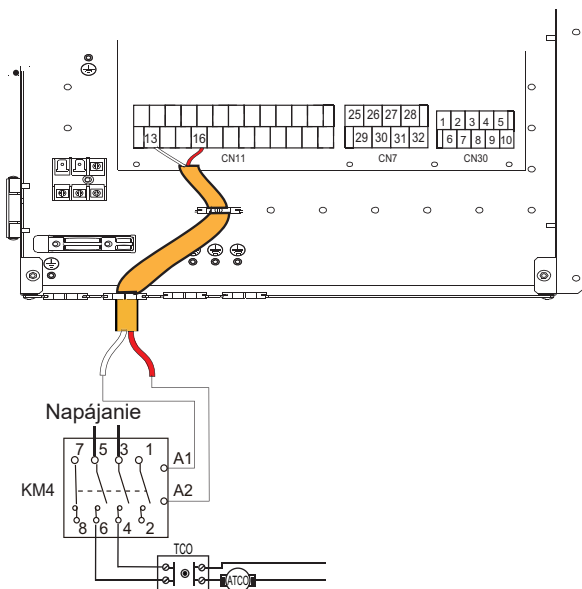 25 26 27 28
1 2 3 4 5
13 16
29 30 31 32
6 7 8 9 10
CN11
CN7
CN30
Napájanie
7 5 3 1
A1
KM4
A2
8 6 4 2
TCO
ATCO